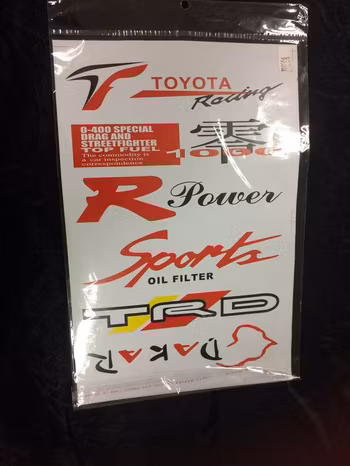 TOYOTA
Racing
0-400 SPECIAL
DRAG AND
STREETFIGHTER
TOP FUEL
The commodity is
a car inspection
correspondence
零
1000
R Power
Sports
OIL FILTER
TRD
DAKAR